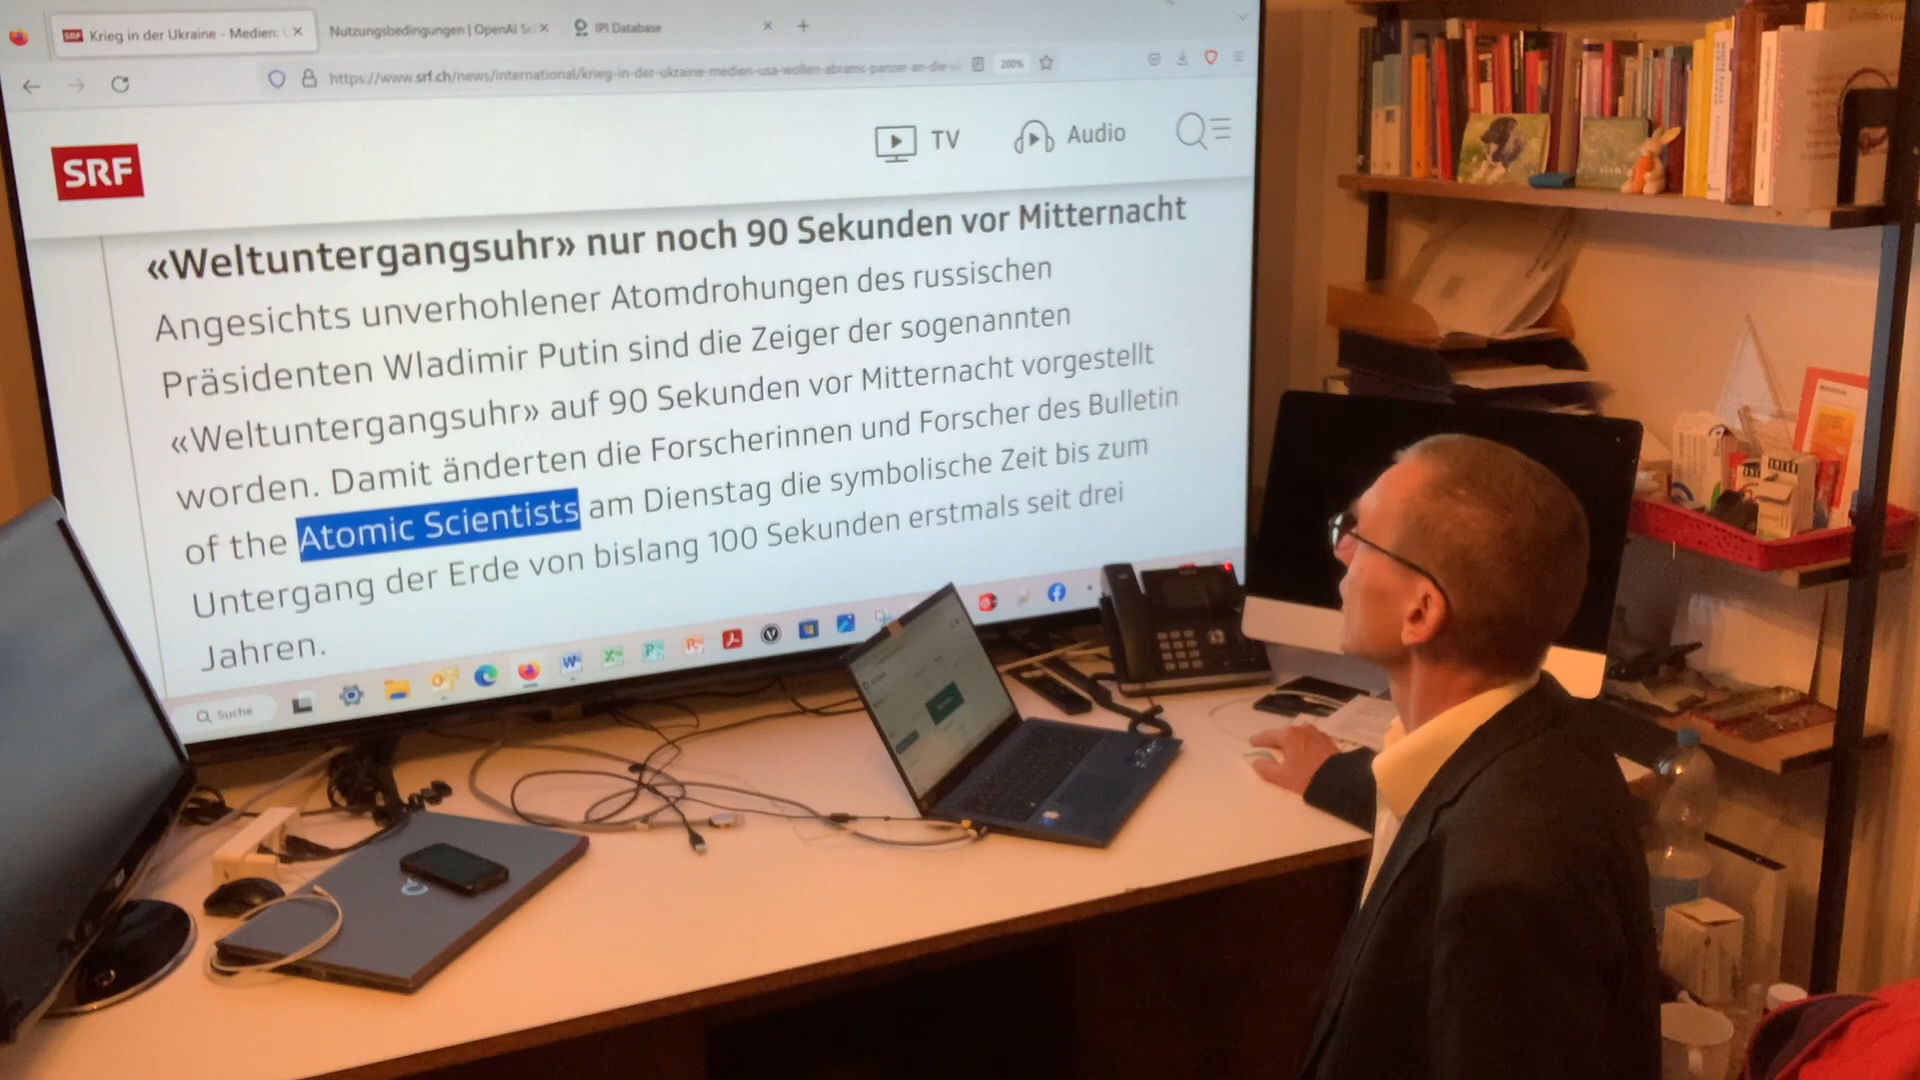 Krieg in der Ukraine - Medien:
Nutzungsbedingungen | OpenAI
IPI Database
https://www.srf.ch/news/international/krieg-in-der-ukraine-medien-usa-wollen-abrams-panzer-an-die-u
200%
SRF
TV
Audio
«Weltuntergangsuhr» nur noch 90 Sekunden vor Mitternacht
Angesichts unverhohlener Atomdrohungen des russischen
Präsidenten Wladimir Putin sind die Zeiger der sogenannten
«Weltuntergangsuhr» auf 90 Sekunden vor Mitternacht vorgestellt
worden. Damit änderten die Forscherinnen und Forscher des Bulletin
of the Atomic Scientists am Dienstag die symbolische Zeit bis zum
Untergang der Erde von bislang 100 Sekunden erstmals seit drei
Jahren.
Suche